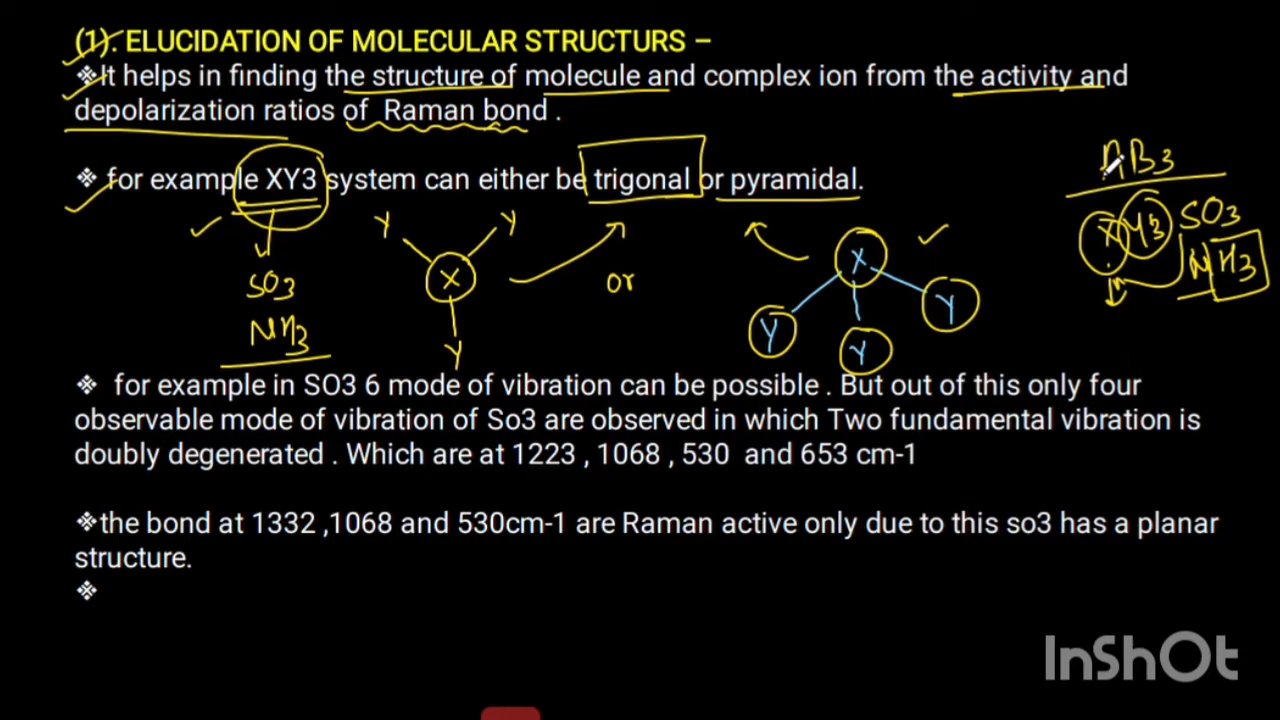 (1). ELUCIDATION OF MOLECULAR STRUCTURS –
❖It helps in finding the structure of molecule and complex ion from the activity and
depolarization ratios of Raman bond .
❖ for example XY3 system can either be trigonal or pyramidal.
AB3
X Y3 SO3
NH3
Y Y
X
Y
or
X
Y Y Y
SO3
NH3
❖ for example in SO3 6 mode of vibration can be possible . But out of this only four
observable mode of vibration of So3 are observed in which Two fundamental vibration is
doubly degenerated . Which are at 1223 , 1068 , 530 and 653 cm-1
❖the bond at 1332 ,1068 and 530cm-1 are Raman active only due to this so3 has a planar
structure.
❖
InShOt